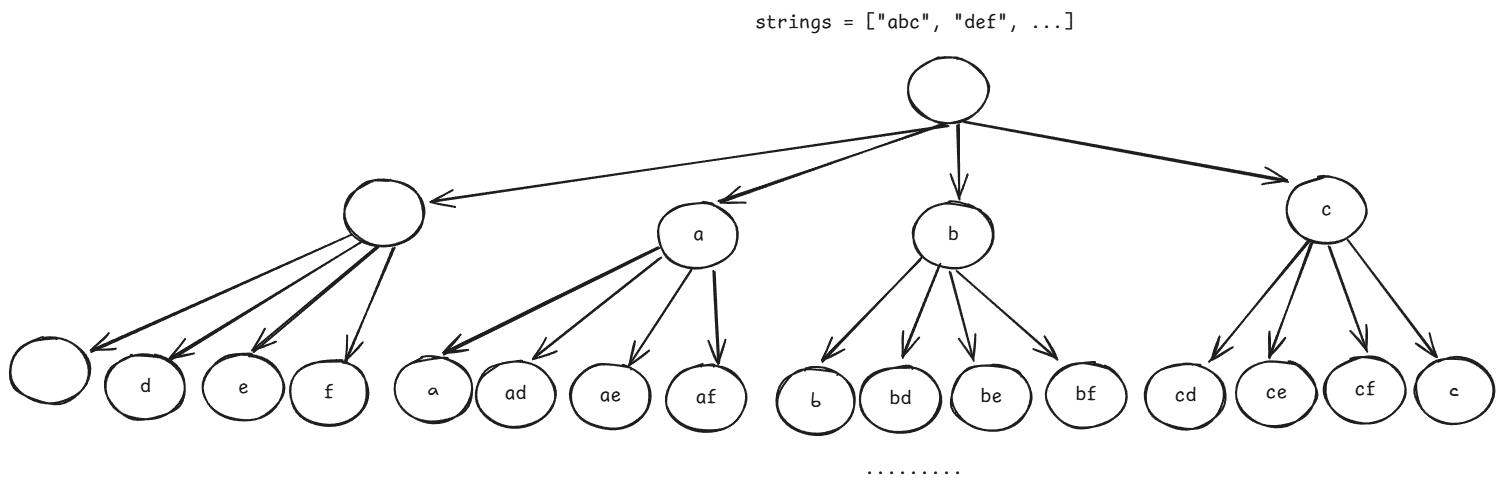 strings = ["abc", "def", ...]
a
b
c
d
e
f
a
ad
ae
af
b
bd
be
bf
cd
ce
cf
c
.........